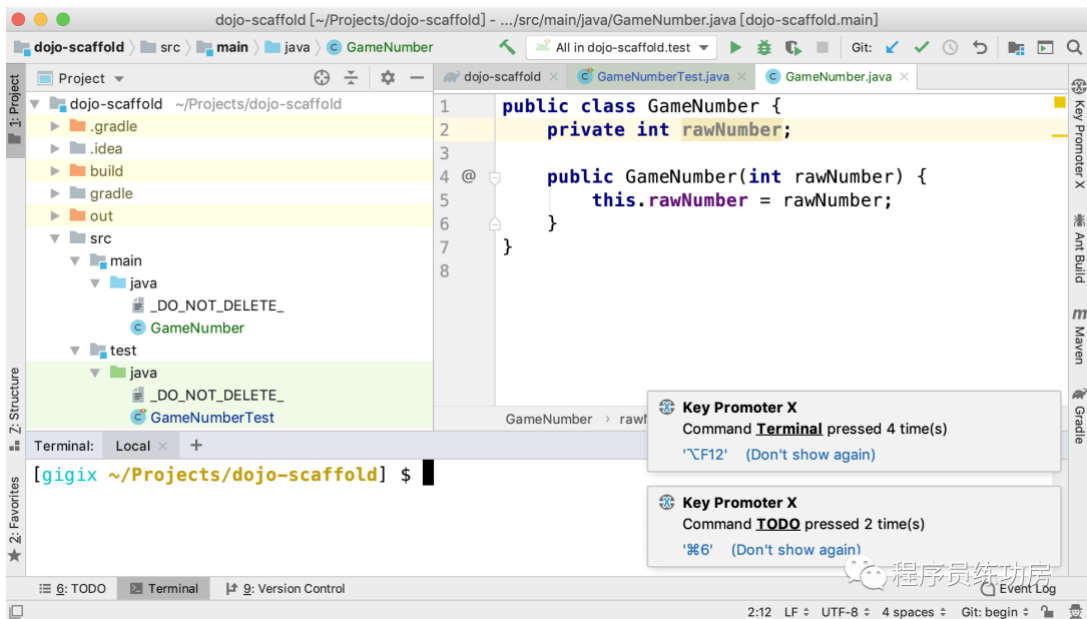 dojo-scaffold [~/Projects/dojo-scaffold] - .../src/main/java/GameNumber.java [dojo-scaffold.main]
dojo-scaffold src main java GameNumber All in dojo-scaffold.test Git:
1: Project
Project
dojo-scaffold ~/Projects/dojo-scaffold
.gradle
.idea
build
gradle
out
src
main
java
_DO_NOT_DELETE_
GameNumber
test
java
_DO_NOT_DELETE_
GameNumberTest
dojo-scaffold GameNumberTest.java GameNumber.java
1 public class GameNumber {
2 private int rawNumber;
3
4 @ public GameNumber(int rawNumber) {
5 this.rawNumber = rawNumber;
6 }
7 }
8
GameNumber › raw
Key Promoter X
Ant Build
Maven
Gradle
Z: Structure
2: Favorites
Terminal: Local +
[gigix ~/Projects/dojo-scaffold] $
Key Promoter X
Command Terminal pressed 4 time(s)
'⌥F12' (Don't show again)
Key Promoter X
Command TODO pressed 2 time(s)
'⌘6' (Don't show again)
程序员练功房
6: TODO Terminal 9: Version Control Event Log
2:12 LF UTF-8 4 spaces Git: begin